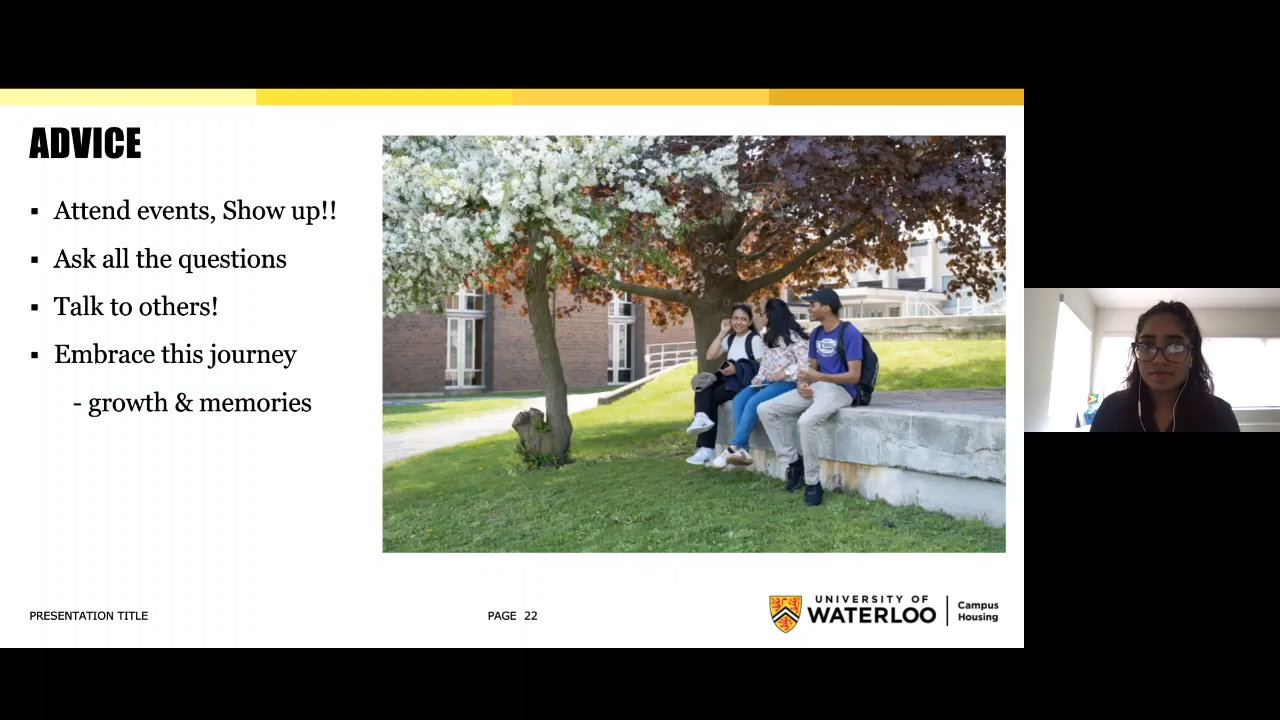 ADVICE
▪ Attend events, Show up!!
▪ Ask all the questions
▪ Talk to others!
▪ Embrace this journey
- growth & memories
PRESENTATION TITLE
PAGE 22
UNIVERSITY OF
WATERLOO
Campus
Housing